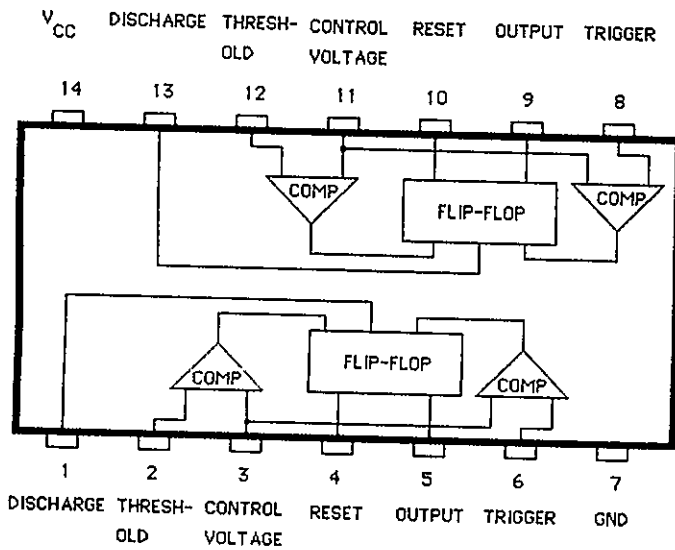 VCC DISCHARGE THRESH- CONTROL RESET OUTPUT TRIGGER
OLD VOLTAGE
14 13 12 11 10 9 8
COMP FLIP-FLOP COMP
COMP FLIP-FLOP COMP
1 2 3 4 5 6 7
DISCHARGE THRESH- CONTROL RESET OUTPUT TRIGGER GND
OLD VOLTAGE